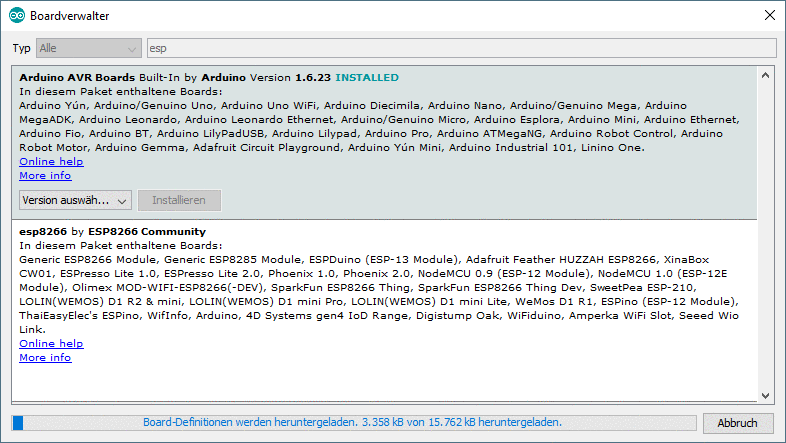 Boardverwalter
Typ Alle esp
Arduino AVR Boards Built-In by Arduino Version 1.6.23 INSTALLED
In diesem Paket enthaltene Boards:
Arduino Yún, Arduino/Genuino Uno, Arduino Uno WiFi, Arduino Diecimila, Arduino Nano, Arduino/Genuino Mega, Arduino
MegaADK, Arduino Leonardo, Arduino Leonardo Ethernet, Arduino/Genuino Micro, Arduino Esplora, Arduino Mini, Arduino Ethernet,
Arduino Fio, Arduino BT, Arduino LilyPadUSB, Arduino Lilypad, Arduino Pro, Arduino ATMegaNG, Arduino Robot Control, Arduino
Robot Motor, Arduino Gemma, Adafruit Circuit Playground, Arduino Yún Mini, Arduino Industrial 101, Linino One.
Online help
More info
Version auswäh... Installieren
esp8266 by ESP8266 Community
In diesem Paket enthaltene Boards:
Generic ESP8266 Module, Generic ESP8285 Module, ESPDuino (ESP-13 Module), Adafruit Feather HUZZAH ESP8266, XinaBox
CW01, ESPresso Lite 1.0, ESPresso Lite 2.0, Phoenix 1.0, Phoenix 2.0, NodeMCU 0.9 (ESP-12 Module), NodeMCU 1.0 (ESP-12E
Module), Olimex MOD-WIFI-ESP8266(-DEV), SparkFun ESP8266 Thing, SparkFun ESP8266 Thing Dev, SweetPea ESP-210,
LOLIN(WEMOS) D1 R2 & mini, LOLIN(WEMOS) D1 mini Pro, LOLIN(WEMOS) D1 mini Lite, WeMos D1 R1, ESPino (ESP-12 Module),
ThaiEasyElec's ESPino, WifInfo, Arduino, 4D Systems gen4 IoD Range, Digistump Oak, WiFiduino, Amperka WiFi Slot, Seeed Wio
Link.
Online help
More info
Board-Definitionen werden heruntergeladen. 3.358 kB von 15.762 kB heruntergeladen. Abbruch